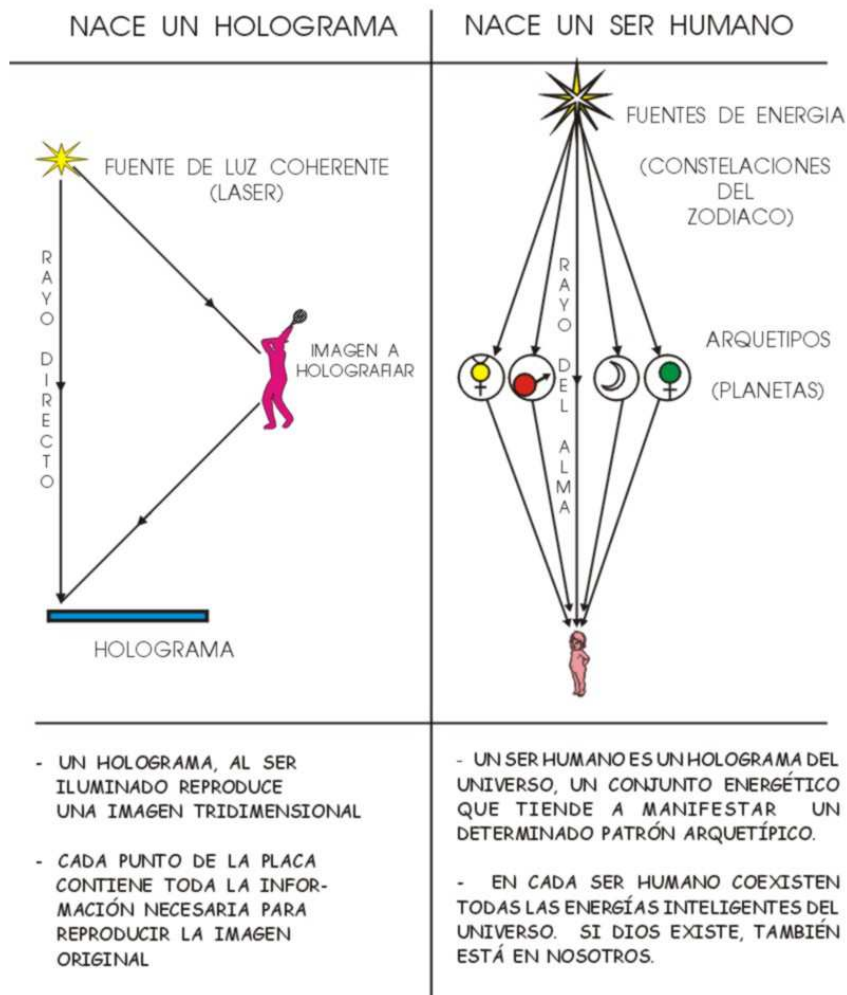 NACE UN HOLOGRAMA
FUENTE DE LUZ COHERENTE
(LASER)
RAYO DIRECTO
IMAGEN A
HOLOGRAFIAR
HOLOGRAMA
- UN HOLOGRAMA, AL SER
ILUMINADO REPRODUCE
UNA IMAGEN TRIDIMENSIONAL
- CADA PUNTO DE LA PLACA
CONTIENE TODA LA INFOR-
MACIÓN NECESARIA PARA
REPRODUCIR LA IMAGEN
ORIGINAL
NACE UN SER HUMANO
FUENTES DE ENERGIA
(CONSTELACIONES
DEL
ZODIACO)
RAYO DEL ALMA
ARQUETIPOS
(PLANETAS)
- UN SER HUMANO ES UN HOLOGRAMA DEL
UNIVERSO, UN CONJUNTO ENERGÉTICO
QUE TIENDE A MANIFESTAR UN
DETERMINADO PATRÓN ARQUETÍPICO.
- EN CADA SER HUMANO COEXISTEN
TODAS LAS ENERGÍAS INTELIGENTES DEL
UNIVERSO. SI DIOS EXISTE, TAMBIÉN
ESTÁ EN NOSOTROS.